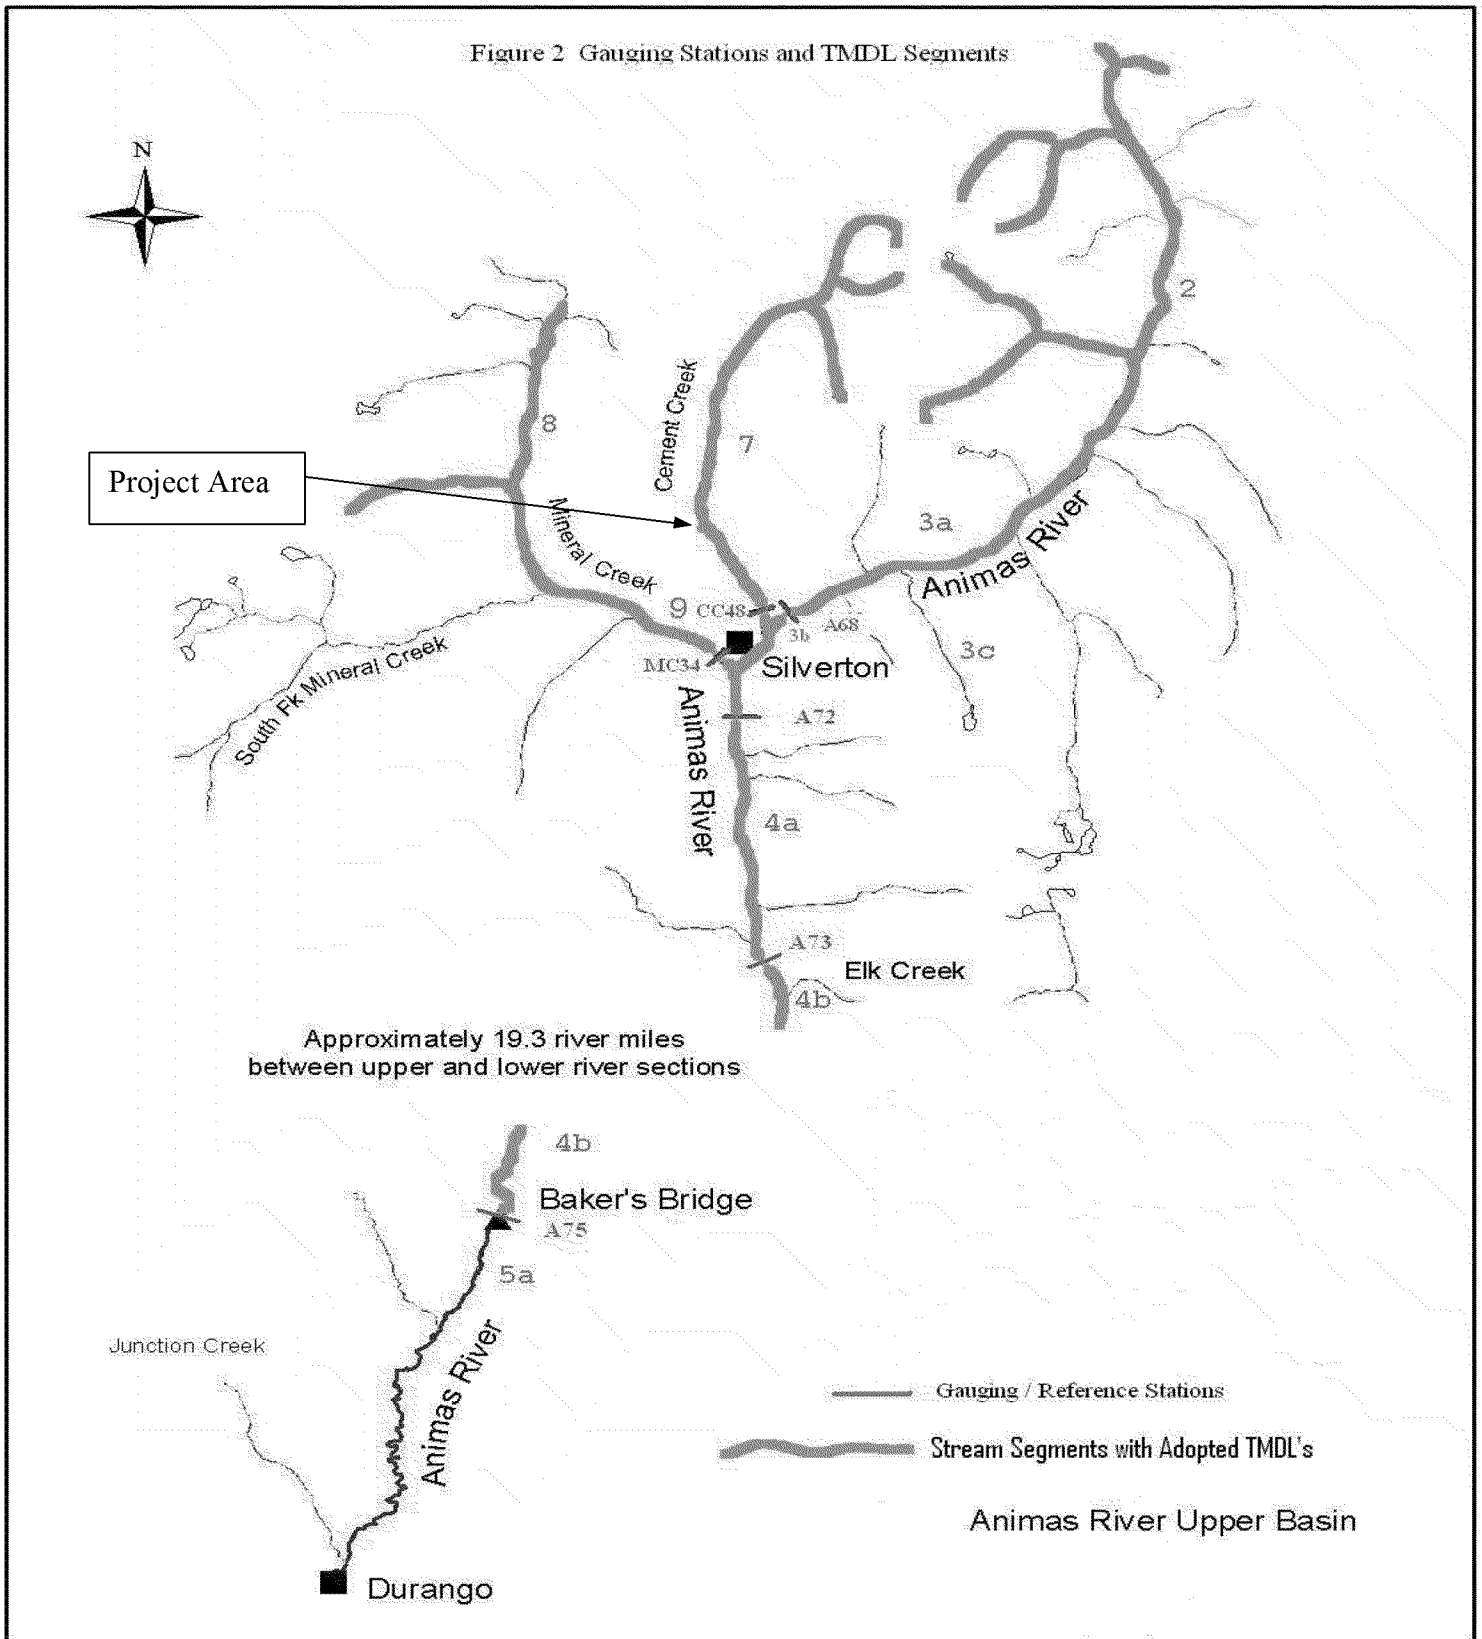 Figure 2 Gauging Stations and TMDL Segments
N
2
8
Cement Creek
7
Project Area
Mineral Creek
3a
Animas River
9
CC48
3b
A68
MC34
Silverton
3c
South Fk Mineral Creek
Animas River
A72
4a
A73
Elk Creek
4b
Approximately 19.3 river miles
between upper and lower river sections
4b
Baker's Bridge
A75
5a
Junction Creek
Animas River
Gauging / Reference Stations
Stream Segments with Adopted TMDL's
Animas River Upper Basin
Durango